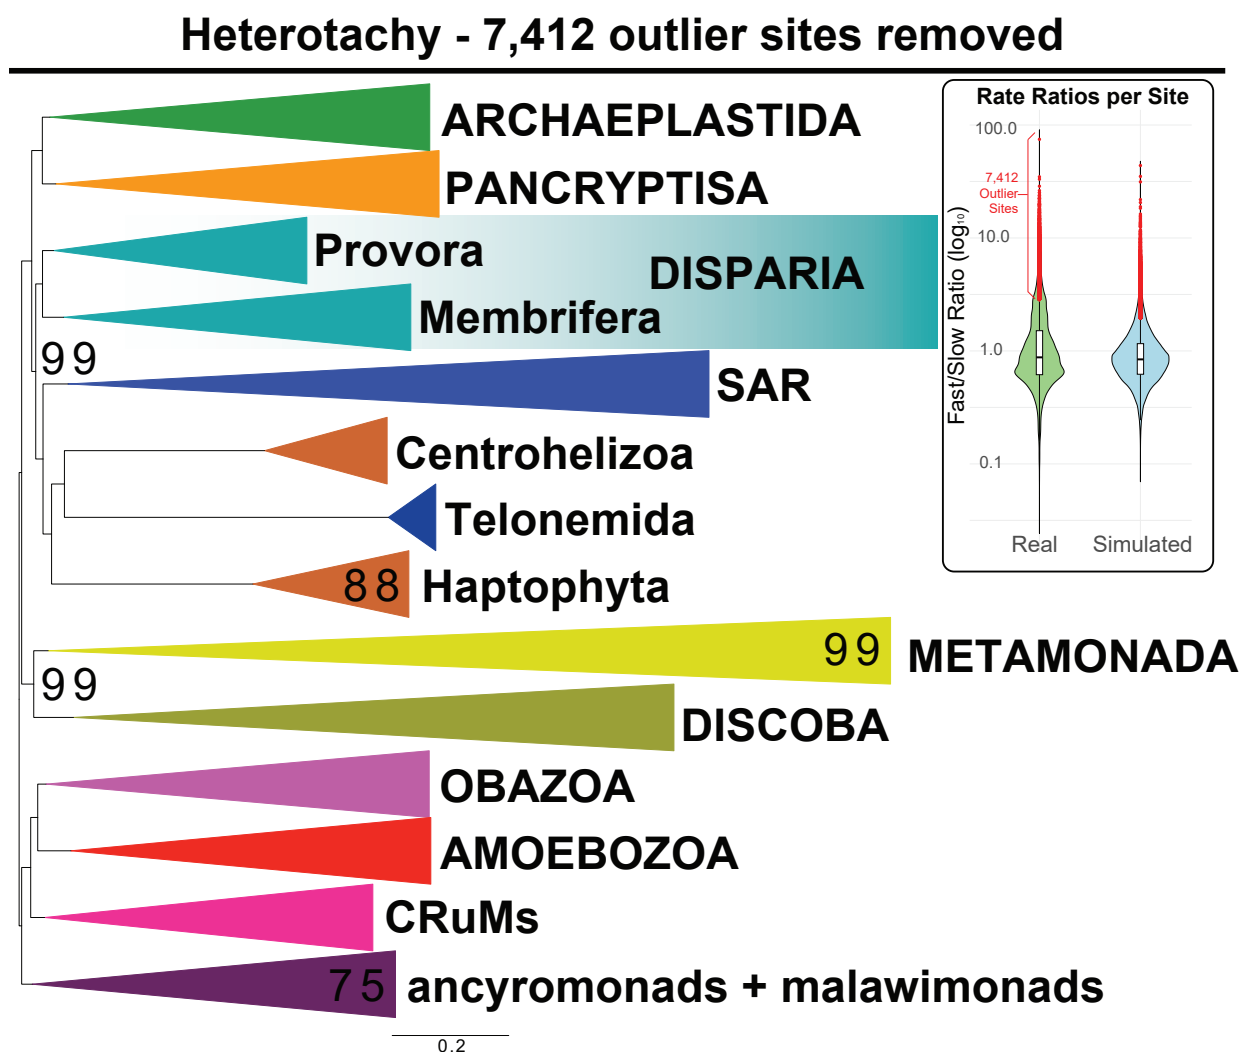 Heterotachy - 7,412 outlier sites removed
ARCHAEPLASTIDA
PANCRYPTISA
Provora
DISPARIA
Membrifera
99
SAR
Centrohelizoa
Telonemida
88
Haptophyta
99
METAMONADA
99
DISCOBA
OBAZOA
AMOEBOZOA
CRuMs
75
ancyromonads + malawimonads
0.2
Rate Ratios per Site
Fast/Slow Ratio (log₁₀)
100.0
7,412
Outlier
Sites
10.0
1.0
0.1
Real
Simulated